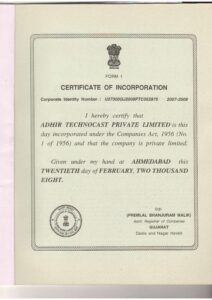 FORM 1
CERTIFICATE OF INCORPORATION
Corporate Identity Number : 2007-2008
I hereby certify that
ADHIR TECHNOCAST PRIVATE LIMITED is this
day incorporated under the Companies Act, 1956 (No.
1 of 1956) and that the company is private limited.
Given under my hand at AHMEDABAD this
TWENTIETH day of FEBRUARY, TWO THOUSAND
EIGHT.
Sd/-
(PREMLAL BHANJURAM MALIK)
Asstt. Registrar of Companies
GUJARAT
Dadra and Nagar Haveli